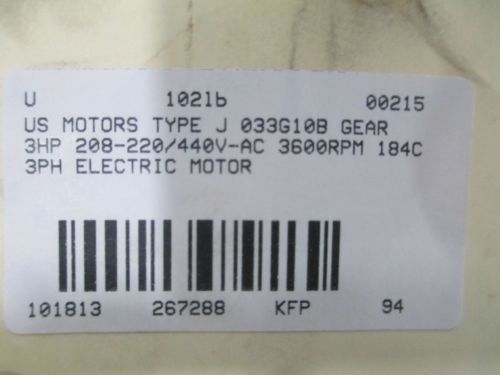 U 102lb 00215
US MOTORS TYPE J 033G10B GEAR
3HP 208-220/440V-AC 3600RPM 184C
3PH ELECTRIC MOTOR
101813 267288 KFP 94